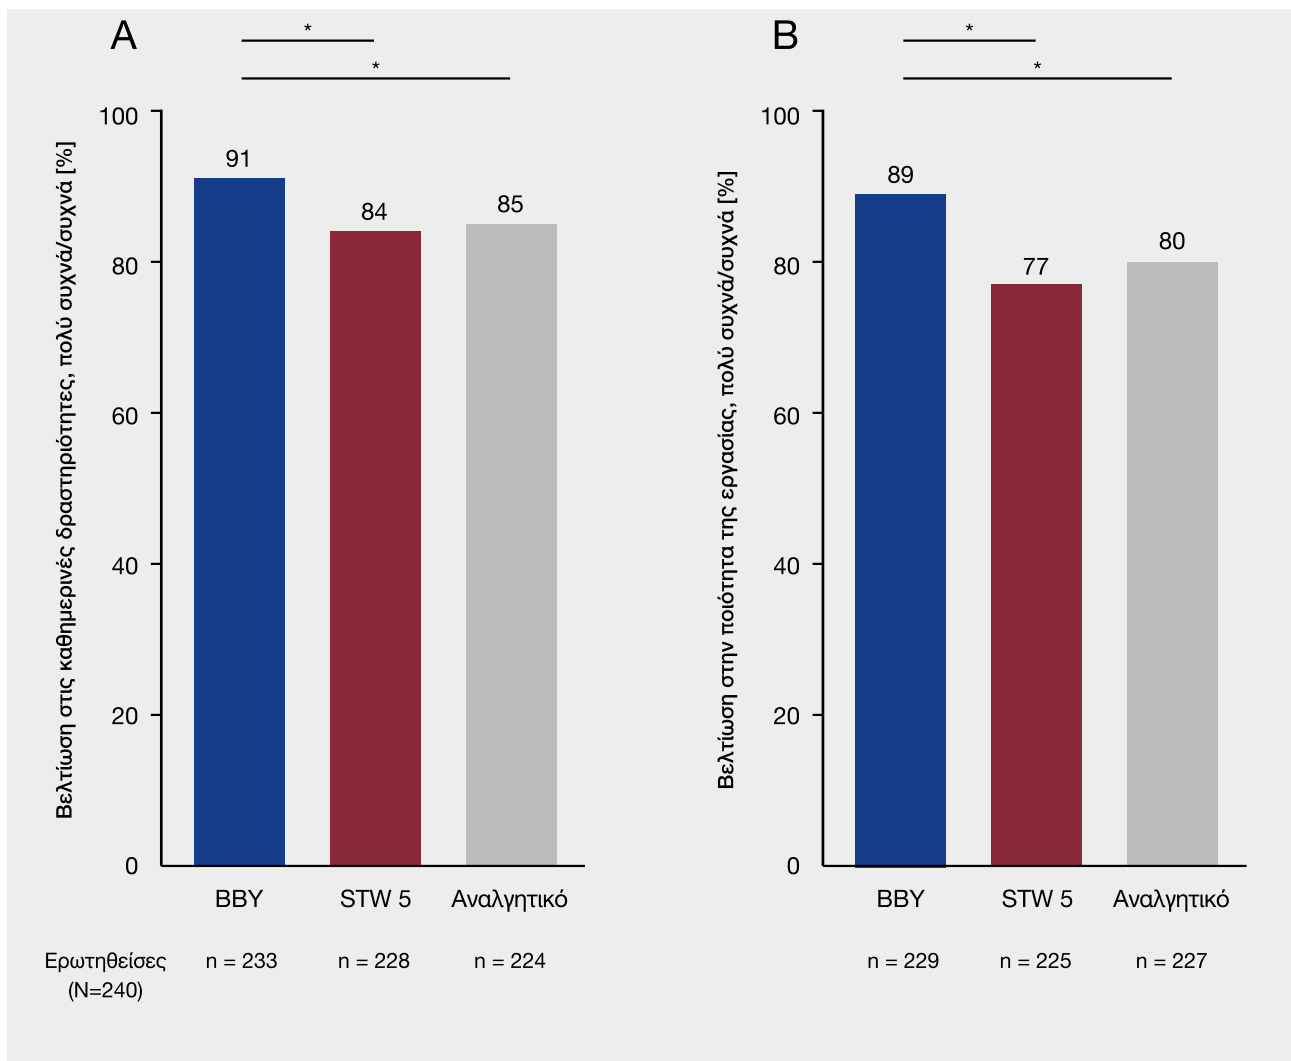 A
*
*
Βελτίωση στις καθημερινές δραστηριότητες, πολύ συχνά/συχνά [%]
100
80
60
40
20
0
91
84
85
BBY
STW 5
Αναλγητικό
Ερωτηθείσες
(N=240)
n = 233
n = 228
n = 224
B
*
*
Βελτίωση στην ποιότητα της εργασίας, πολύ συχνά/συχνά [%]
100
80
60
40
20
0
89
77
80
BBY
STW 5
Αναλγητικό
n = 229
n = 225
n = 227